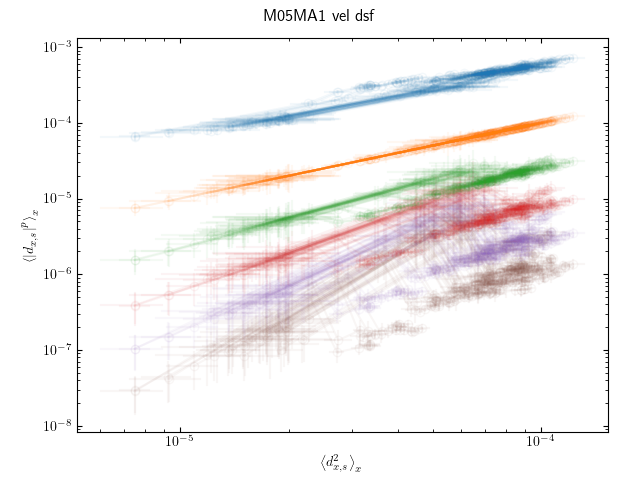 M05MA1 vel dsf
10⁻³
10⁻⁴
10⁻⁵
10⁻⁶
10⁻⁷
10⁻⁸
⟨|d_{x,s}|^p⟩_x
10⁻⁵
10⁻⁴
⟨d²_{x,s}⟩_x